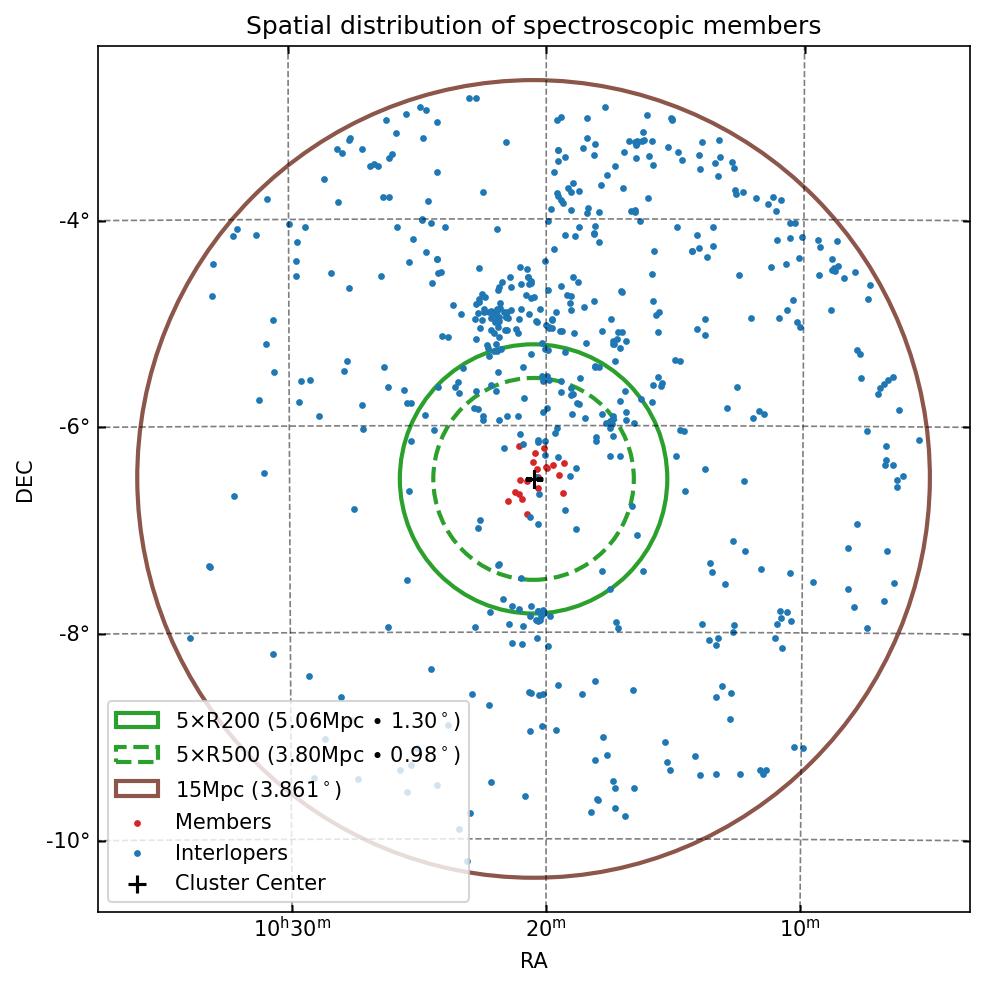 Spatial distribution of spectroscopic members
-4°
-6°
-8°
-10°
DEC
5×R200 (5.06Mpc • 1.30°)
5×R500 (3.80Mpc • 0.98°)
15Mpc (3.861°)
Members
Interlopers
Cluster Center
10ʰ30ᵐ 20ᵐ 10ᵐ
RA